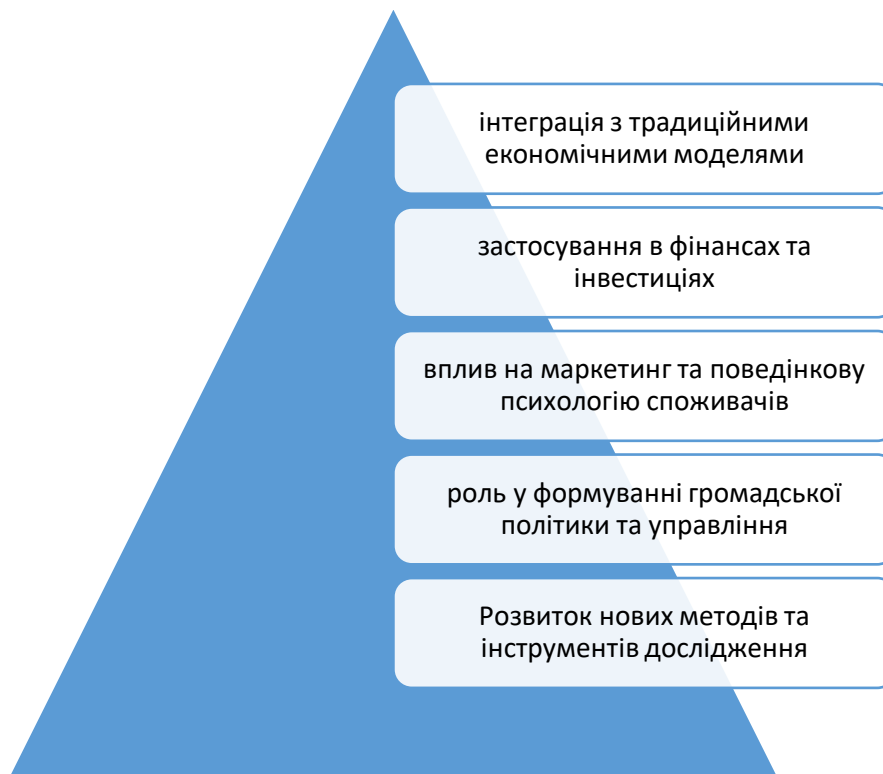 інтеграція з традиційними
економічними моделями
застосування в фінансах та
інвестиціях
вплив на маркетинг та поведінкову
психологію споживачів
роль у формуванні громадської
політики та управління
Розвиток нових методів та
інструментів дослідження